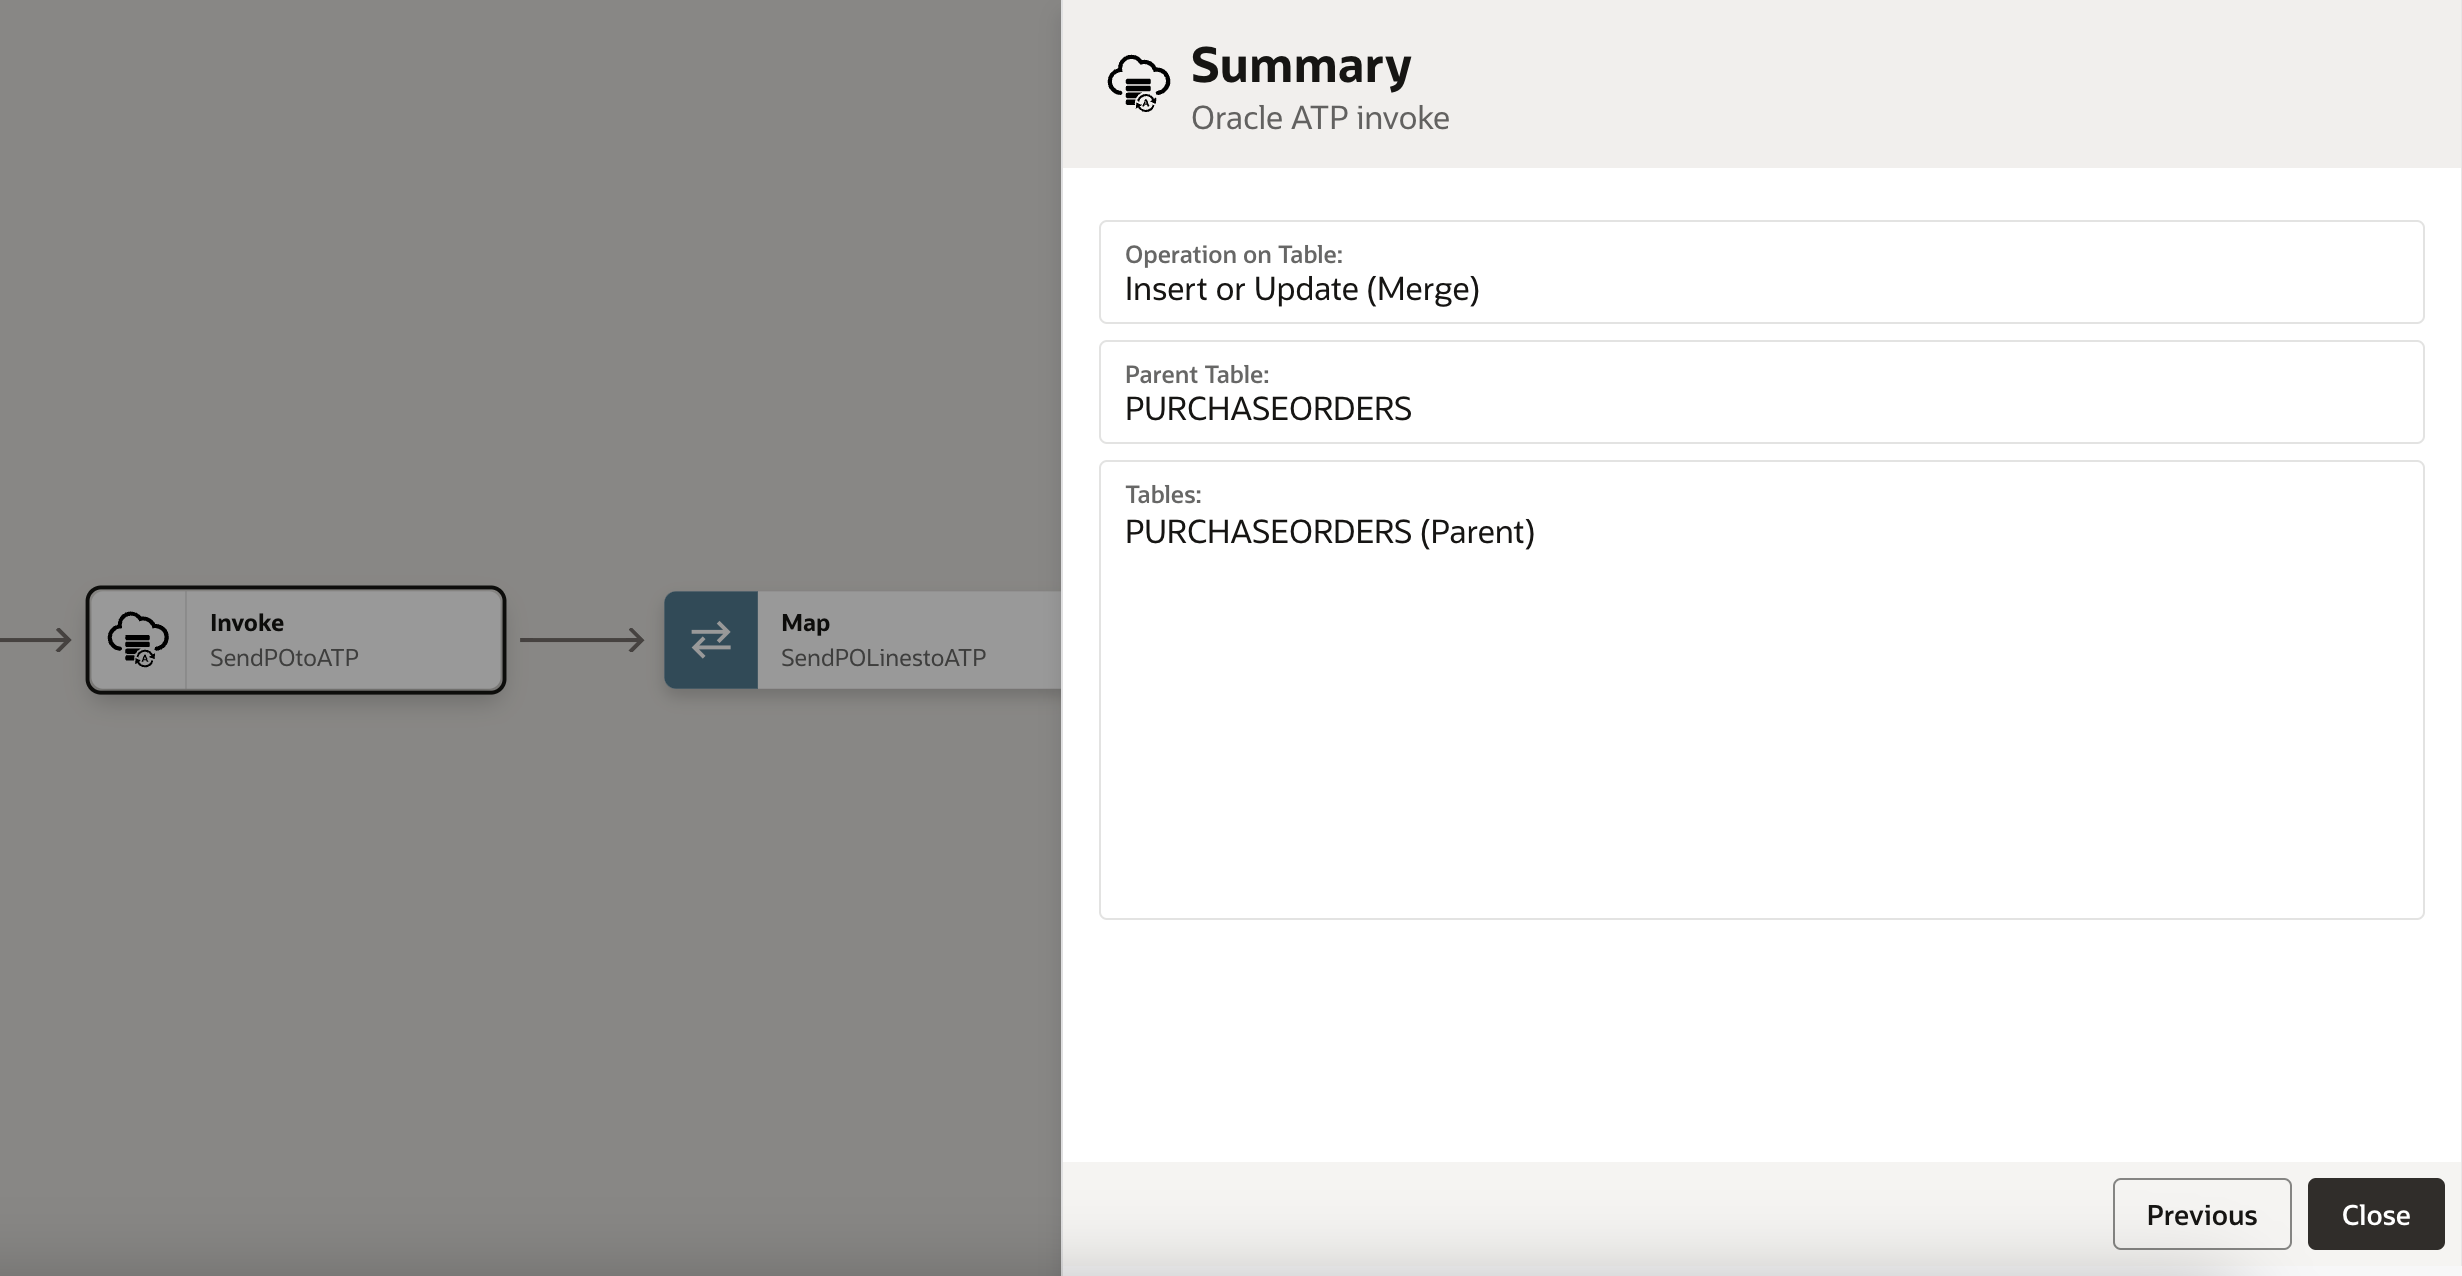 Summary
Oracle ATP invoke
Operation on Table:
Insert or Update (Merge)
Parent Table:
PURCHASEORDERS
Tables:
PURCHASEORDERS (Parent)
Invoke
SendPOtoATP
Map
SendPOLinestoATP
Previous
Close